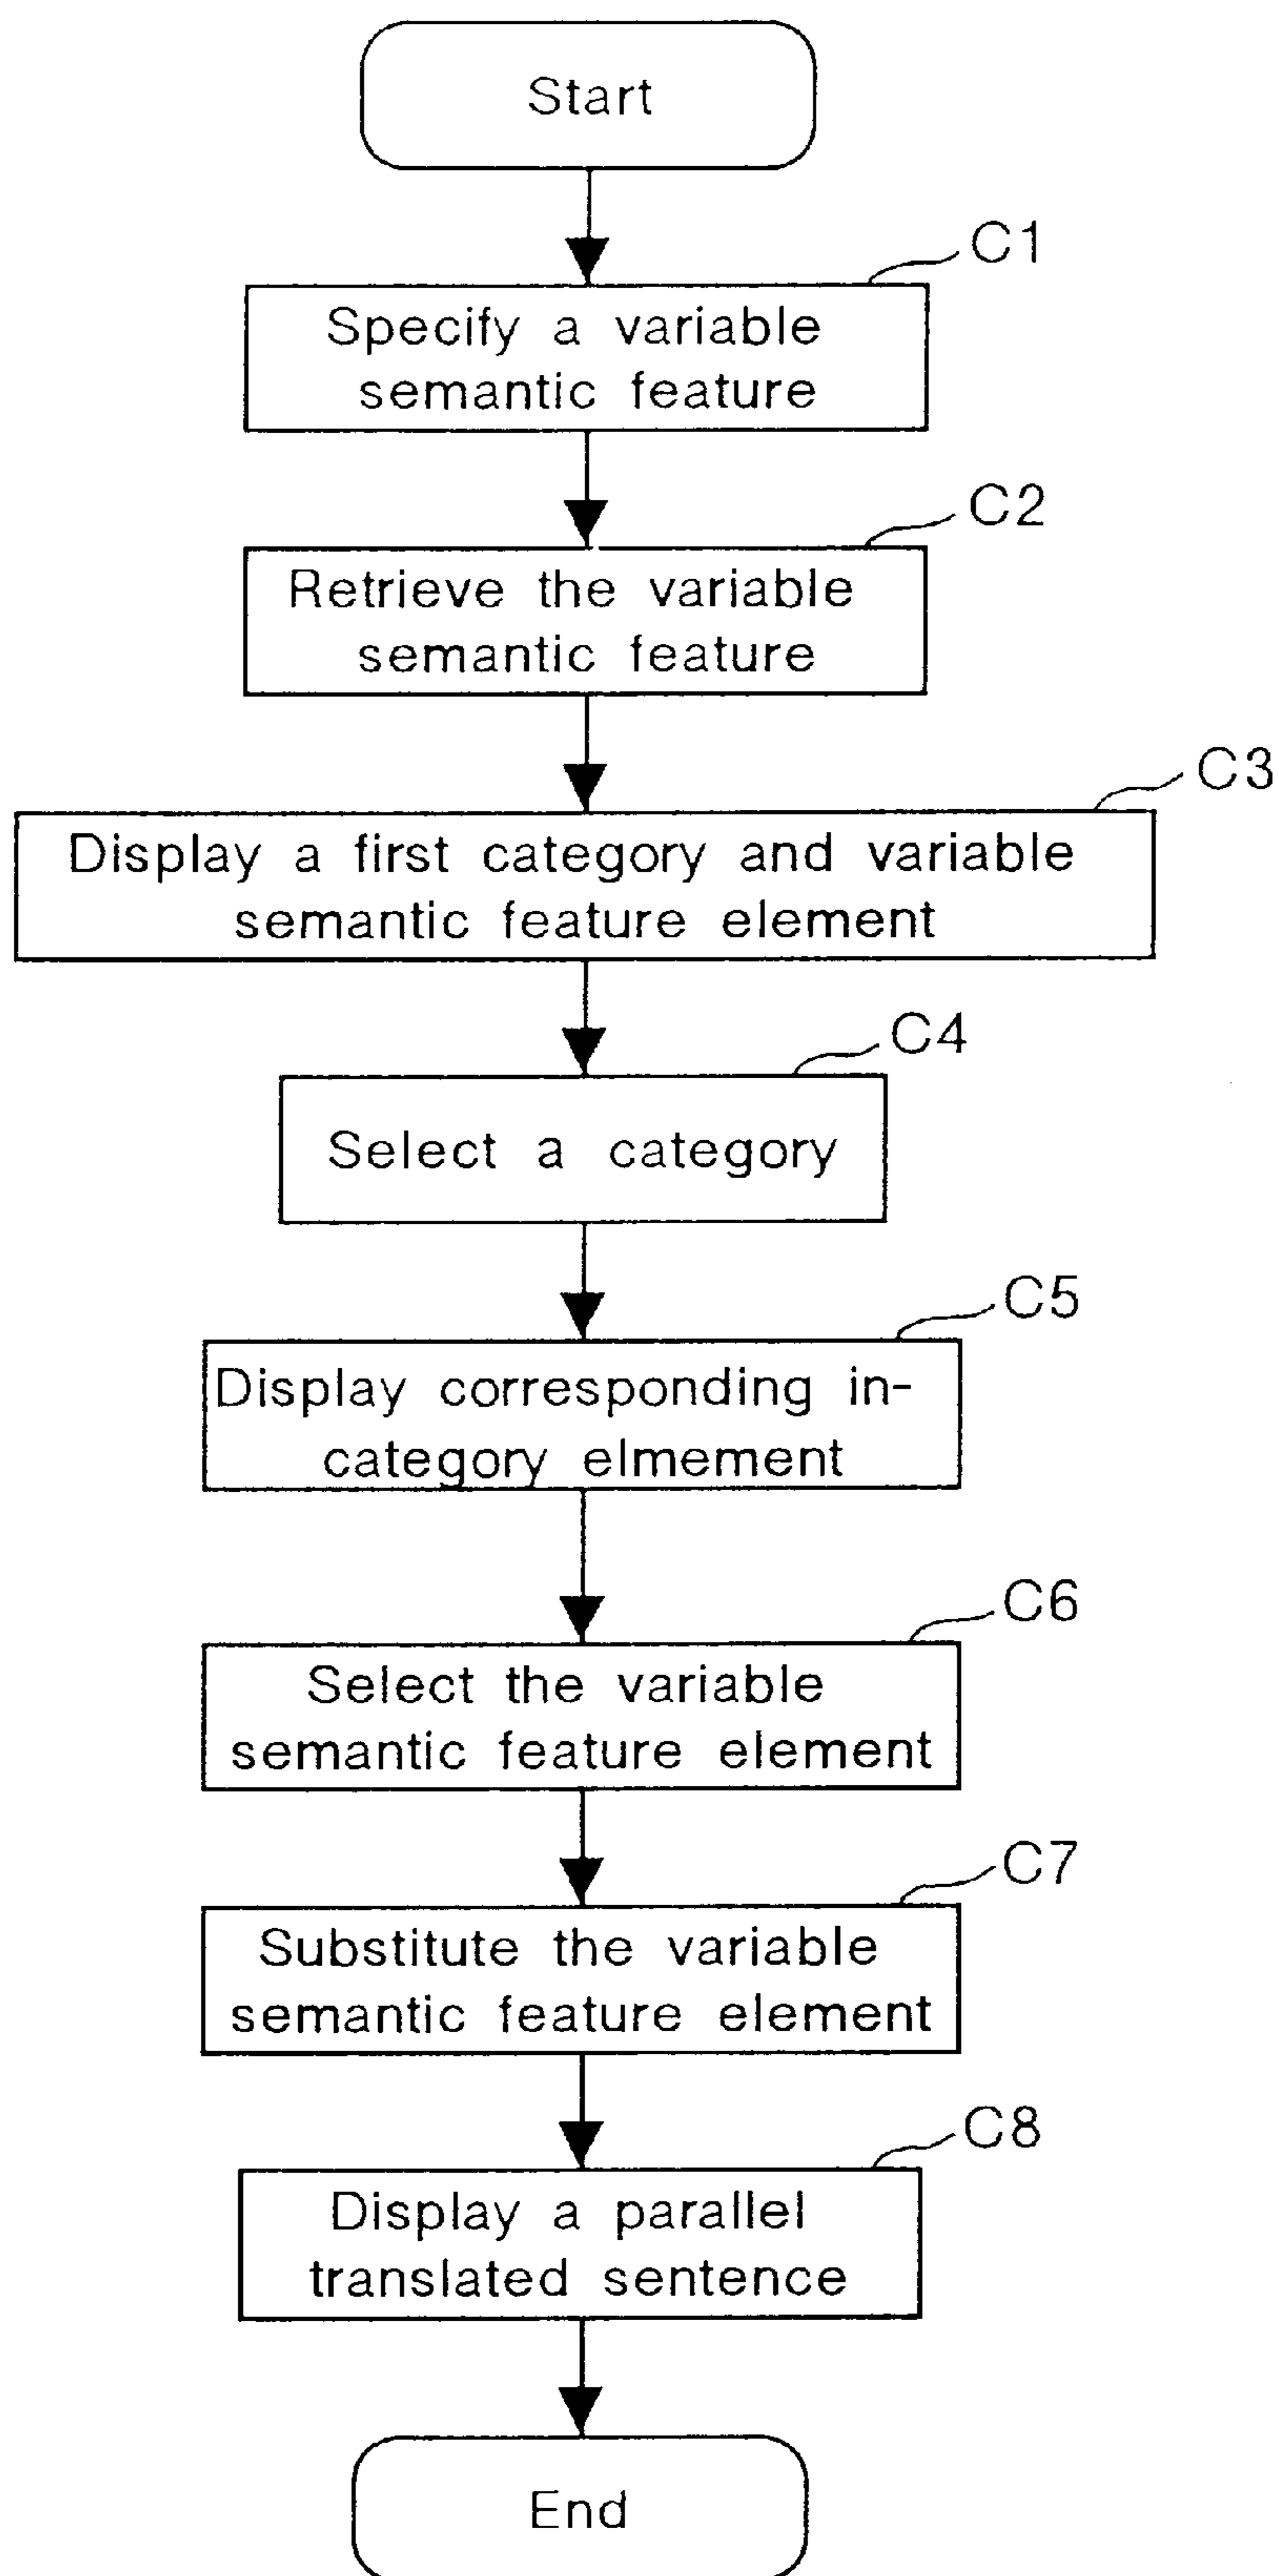 Start
C1
Specify a variable
semantic feature
C2
Retrieve the variable
semantic feature
C3
Display a first category and variable
semantic feature element
C4
Select a category
C5
Display corresponding in-
category elmement
C6
Select the variable
semantic feature element
C7
Substitute the variable
semantic feature element
C8
Display a parallel
translated sentence
End